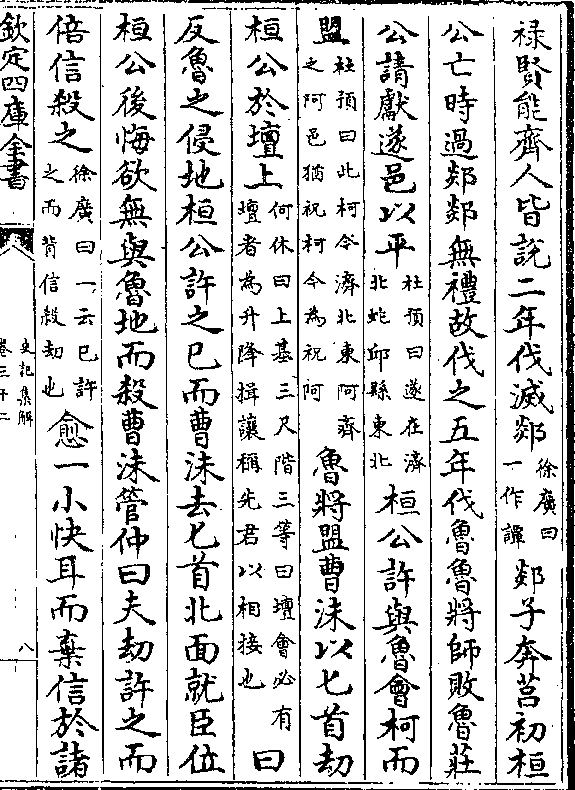 禄賢能齊人皆説二年伐滅郯徐廣曰一作譚郯子奔莒初桓
公亡時過郯郯無禮故伐之五年伐魯魯將師敗魯莊
公請獻遂邑以平杜預曰遂在濟北蛇邱縣東北桓公許與魯會柯而
盟杜預曰此柯今濟北東阿齊之阿邑猶祝柯今為祝阿魯將盟曹沬以匕首劫
桓公於壇上何休曰土基三尺階三等曰壇會必有壇者為升降揖讓稱先君以相接也曰
反魯之侵地桓公許之已而曹沬去匕首北面就臣位
桓公後悔欲無與魯地而殺曹沬管仲曰夫劫許之而
倍信殺之徐廣曰一云已許之而背信殺劫也愈一小快耳而棄信於諸
欽定四庫全書
史記集解
卷三十二
八